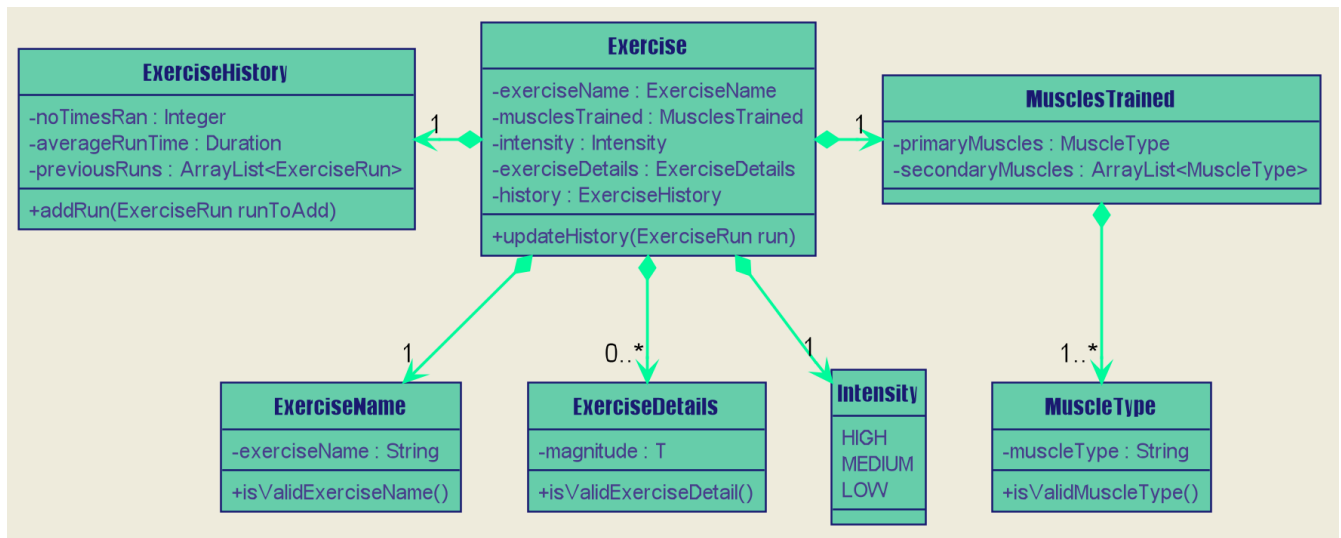 ExerciseHistory
-noTimesRan : Integer
-averageRunTime : Duration
-previousRuns : ArrayList<ExerciseRun>
+addRun(ExerciseRun runToAdd)
1
Exercise
-exerciseName : ExerciseName
-musclesTrained : MusclesTrained
-intensity : Intensity
-exerciseDetails : ExerciseDetails
-history : ExerciseHistory
+updateHistory(ExerciseRun run)
1
MusclesTrained
-primaryMuscles : MuscleType
-secondaryMuscles : ArrayList<MuscleType>
1
0..*
1
1..*
ExerciseName
-exerciseName : String
+isValidExerciseName()
ExerciseDetails
-magnitude : T
+isValidExerciseDetail()
Intensity
HIGH
MEDIUM
LOW
MuscleType
-muscleType : String
+isValidMuscleType()